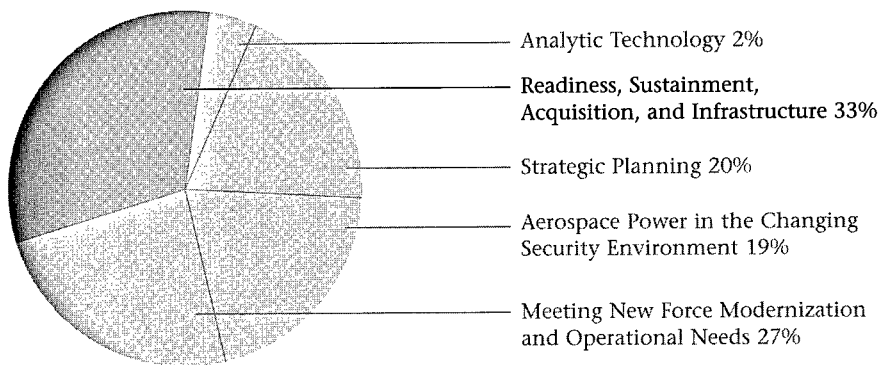 Analytic Technology 2%
Readiness, Sustainment,
Acquisition, and Infrastructure 33%
Strategic Planning 20%
Aerospace Power in the Changing
Security Environment 19%
Meeting New Force Modernization
and Operational Needs 27%